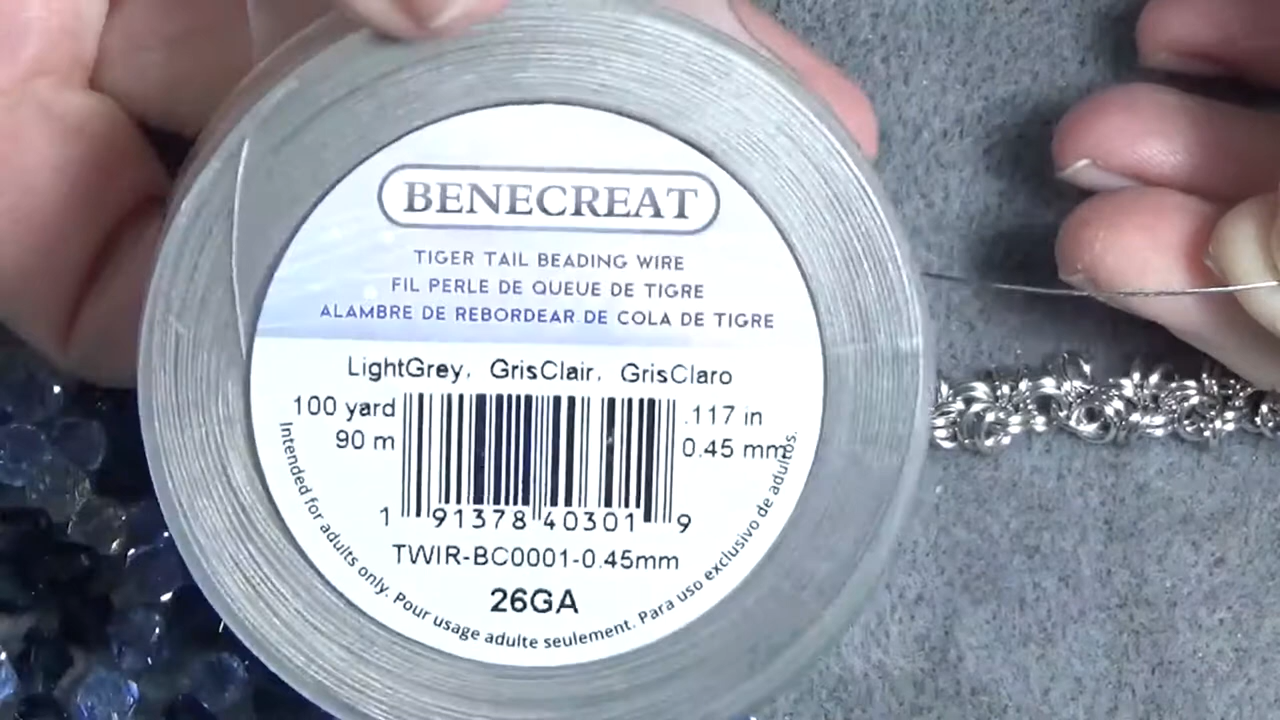 BENECREAT
TIGER TAIL BEADING WIRE
FIL PERLE DE QUEUE DE TIGRE
ALAMBRE DE REBORDEAR DE COLA DE TIGRE
LightGrey, GrisClair, GrisClaro
100 yard
90 m
.117 in
0.45 mm
1 91378 40301 9
TWIR-BC0001-0.45mm
26GA
Intended for adults only. Pour usage adulte seulement. Para uso exclusivo de adultos.